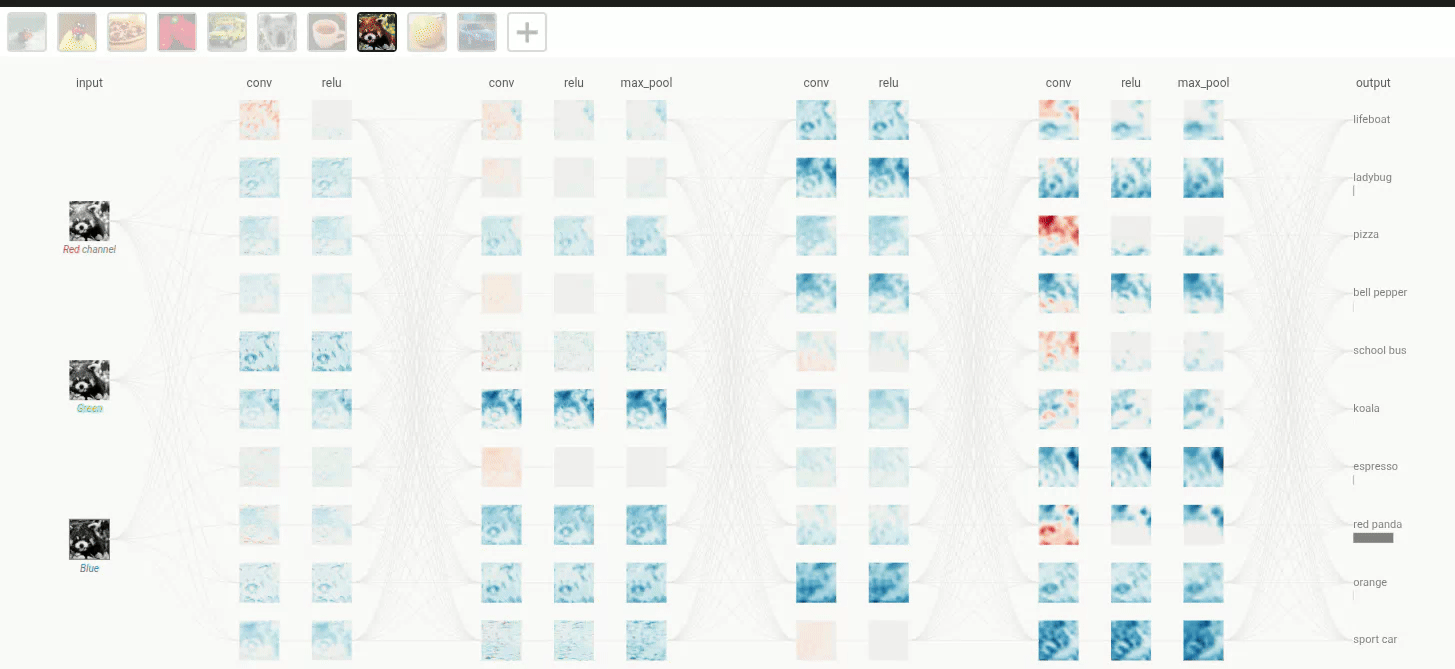 input conv relu conv relu max_pool conv relu conv relu max_pool output
lifeboat
ladybug
Red channel
pizza
bell pepper
school bus
Green
koala
espresso
red panda
Blue
orange
sport car